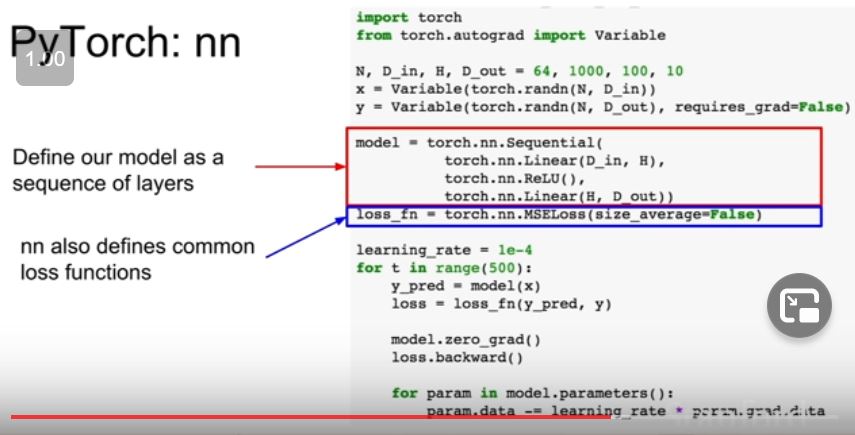 PyTorch: nn
1.00
Define our model as a
sequence of layers
nn also defines common
loss functions
import torch
from torch.autograd import Variable
N, D_in, H, D_out = 64, 1000, 100, 10
x = Variable(torch.randn(N, D_in))
y = Variable(torch.randn(N, D_out), requires_grad=False)
model = torch.nn.Sequential(
torch.nn.Linear(D_in, H),
torch.nn.ReLU(),
torch.nn.Linear(H, D_out))
loss_fn = torch.nn.MSELoss(size_average=False)
learning_rate = 1e-4
for t in range(500):
y_pred = model(x)
loss = loss_fn(y_pred, y)
model.zero_grad()
loss.backward()
for param in model.parameters():
param.data -= learning_rate * param.grad.data